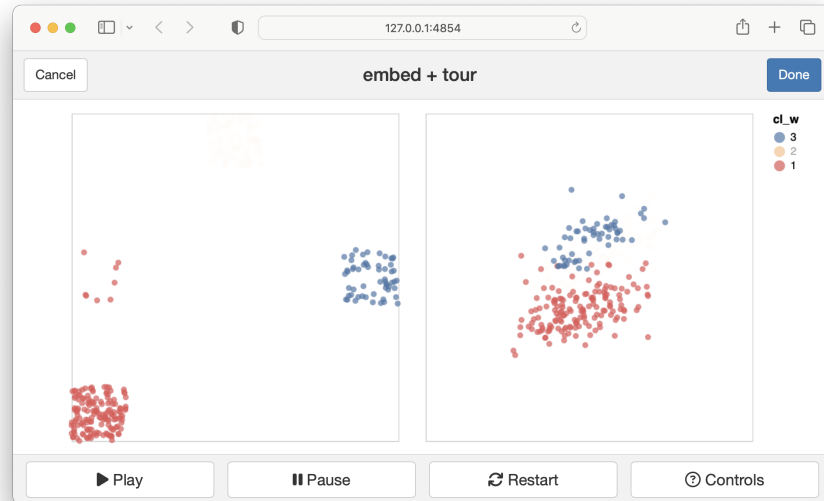 127.0.0.1:4854
Cancel
embed + tour
Done
cl_w
3
2
1
Play
Pause
Restart
Controls